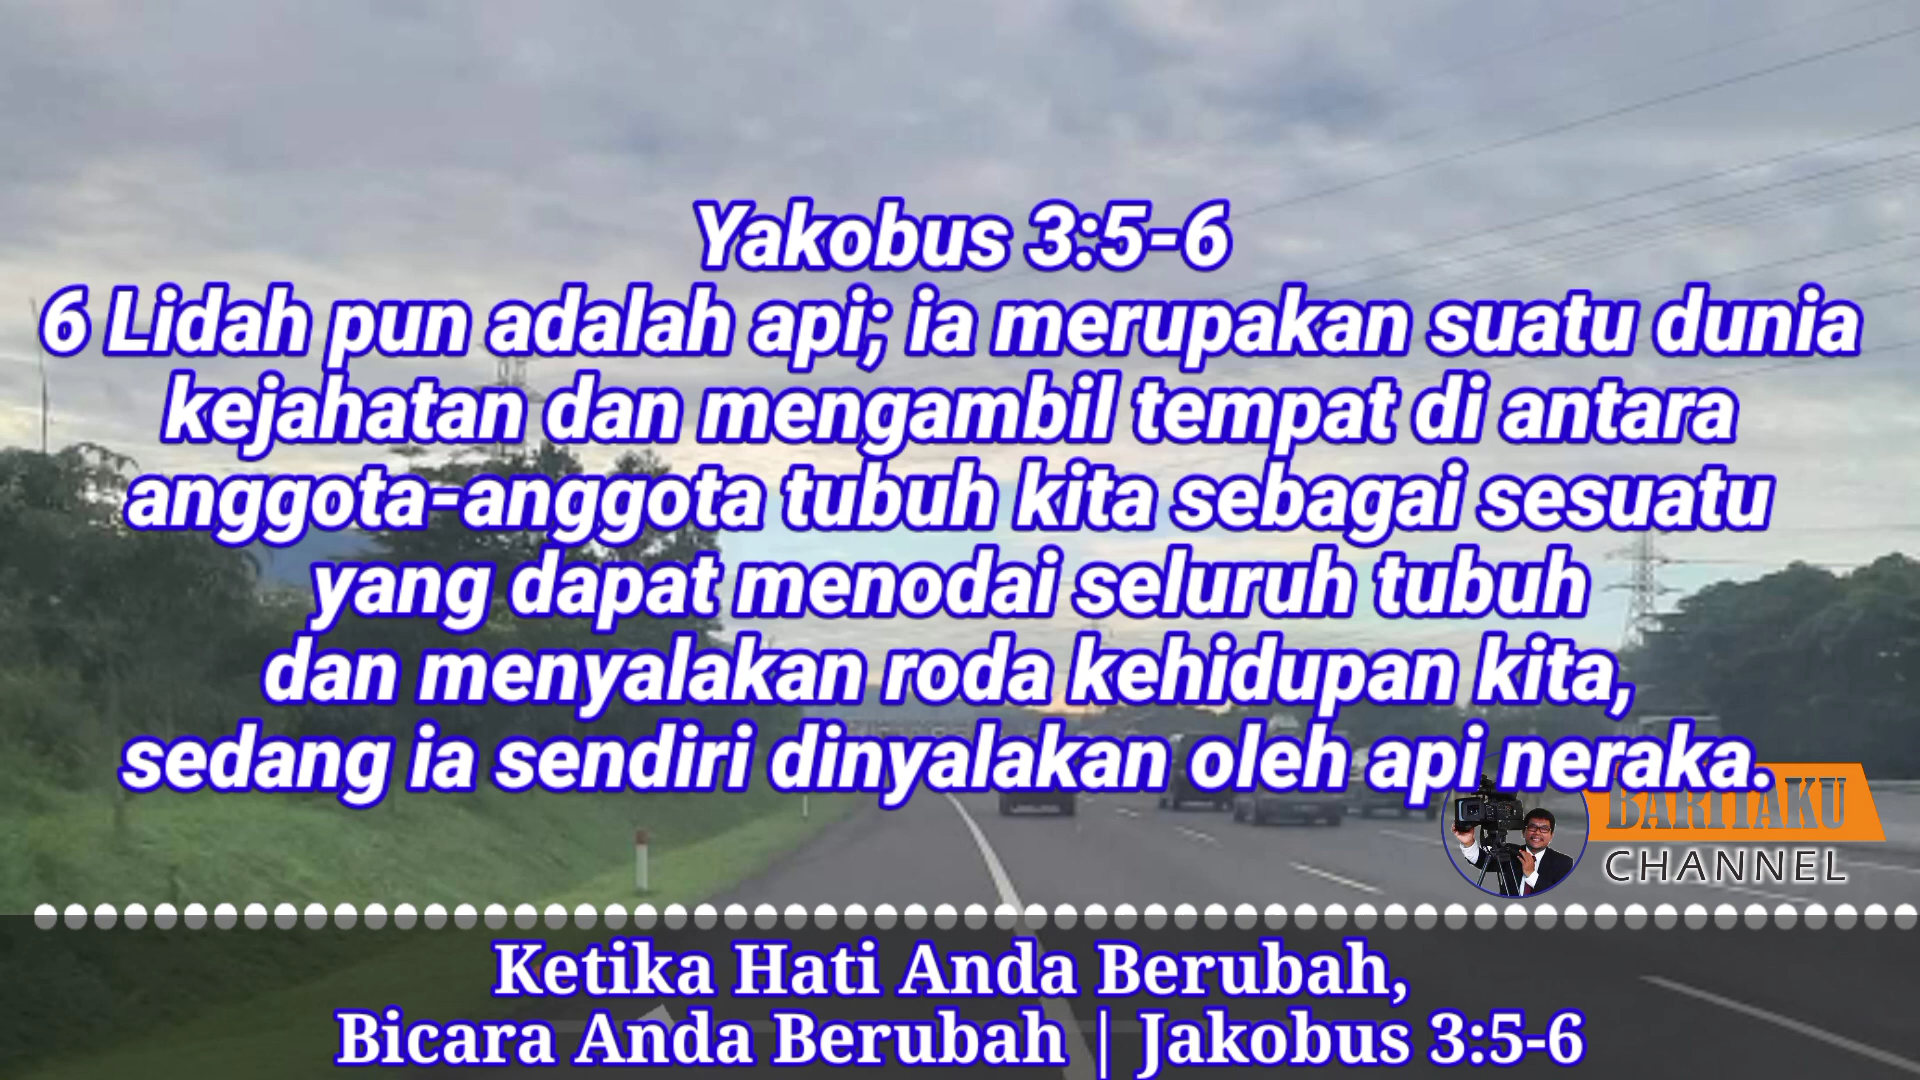 Yakobus 3:5-6
6 Lidah pun adalah api; ia merupakan suatu dunia
kejahatan dan mengambil tempat di antara
anggota-anggota tubuh kita sebagai sesuatu
yang dapat menodai seluruh tubuh
dan menyalakan roda kehidupan kita,
sedang ia sendiri dinyalakan oleh api neraka.
BARITAKU
CHANNEL
Ketika Hati Anda Berubah,
Bicara Anda Berubah | Jakobus 3:5-6